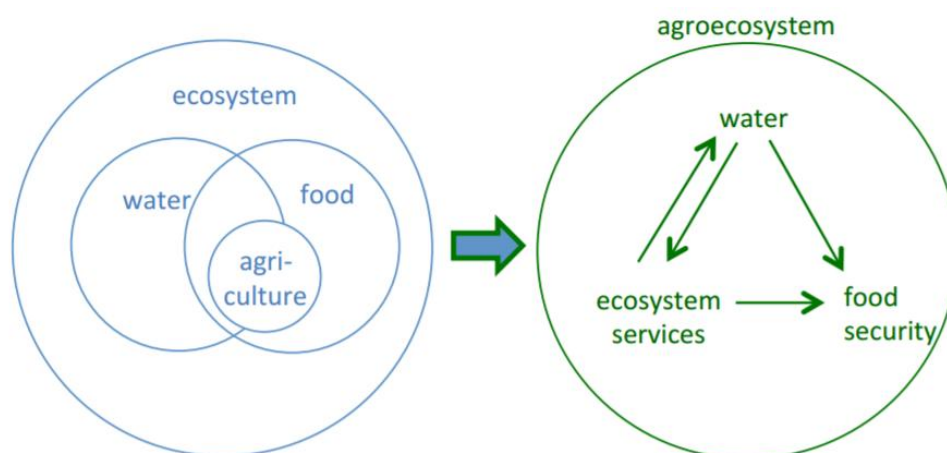 ecosystem
water
food
agri-
culture
agroecosystem
water
ecosystem
services
food
security